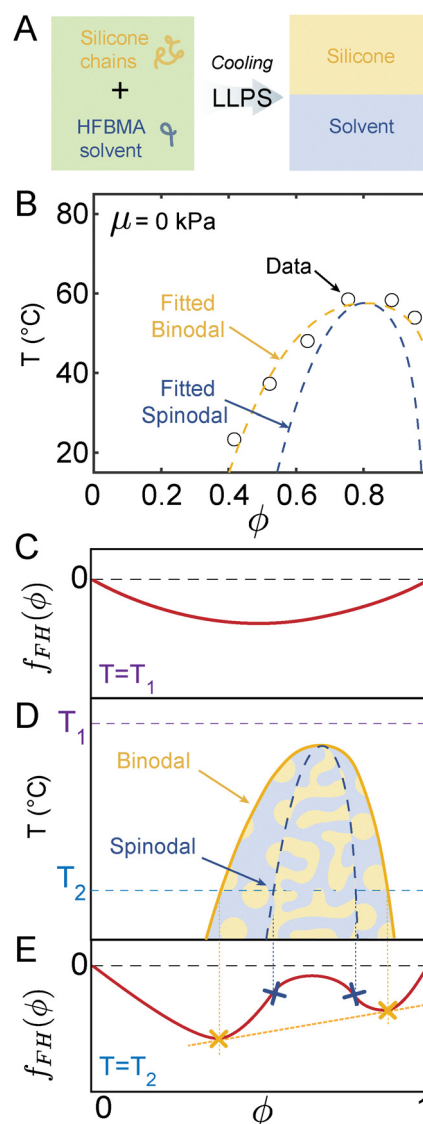 A
Silicone
chains
+
HFBMA
solvent
Cooling
LLPS
Silicone
Solvent
B
μ = 0 kPa
Data
Fitted
Binodal
Fitted
Spinodal
T (°C)
80
60
40
20
0 0.2 0.4 0.6 0.8
ϕ
C
0
f_FH(ϕ)
T=T₁
D
T₁
Binodal
T (°C)
Spinodal
T₂
E
0
f_FH(ϕ)
T=T₂
0 ϕ